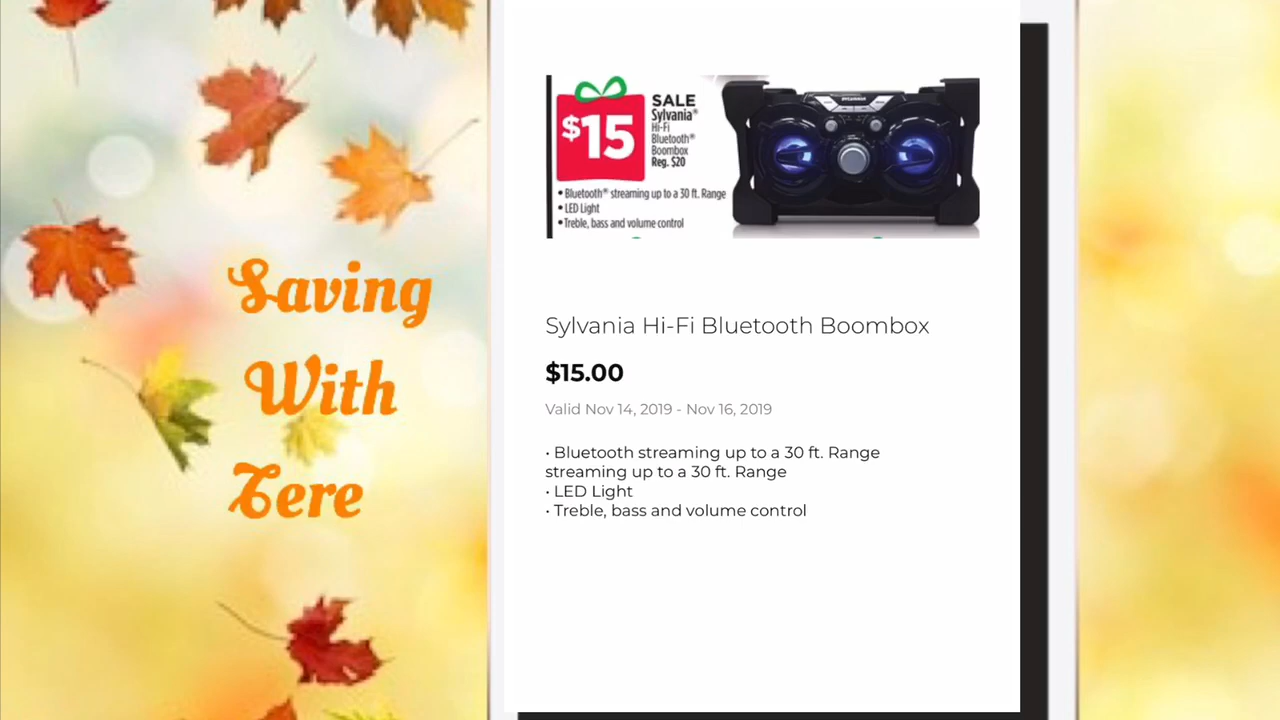 Saving
With
Tere
$15
SALE
Sylvania®
Hi-Fi
Bluetooth®
Boombox
Reg. $20
• Bluetooth® streaming up to a 30 ft. Range
• LED Light
• Treble, bass and volume control
SYLVANIA
Sylvania Hi-Fi Bluetooth Boombox
$15.00
Valid Nov 14, 2019 - Nov 16, 2019
• Bluetooth streaming up to a 30 ft. Range
streaming up to a 30 ft. Range
• LED Light
• Treble, bass and volume control